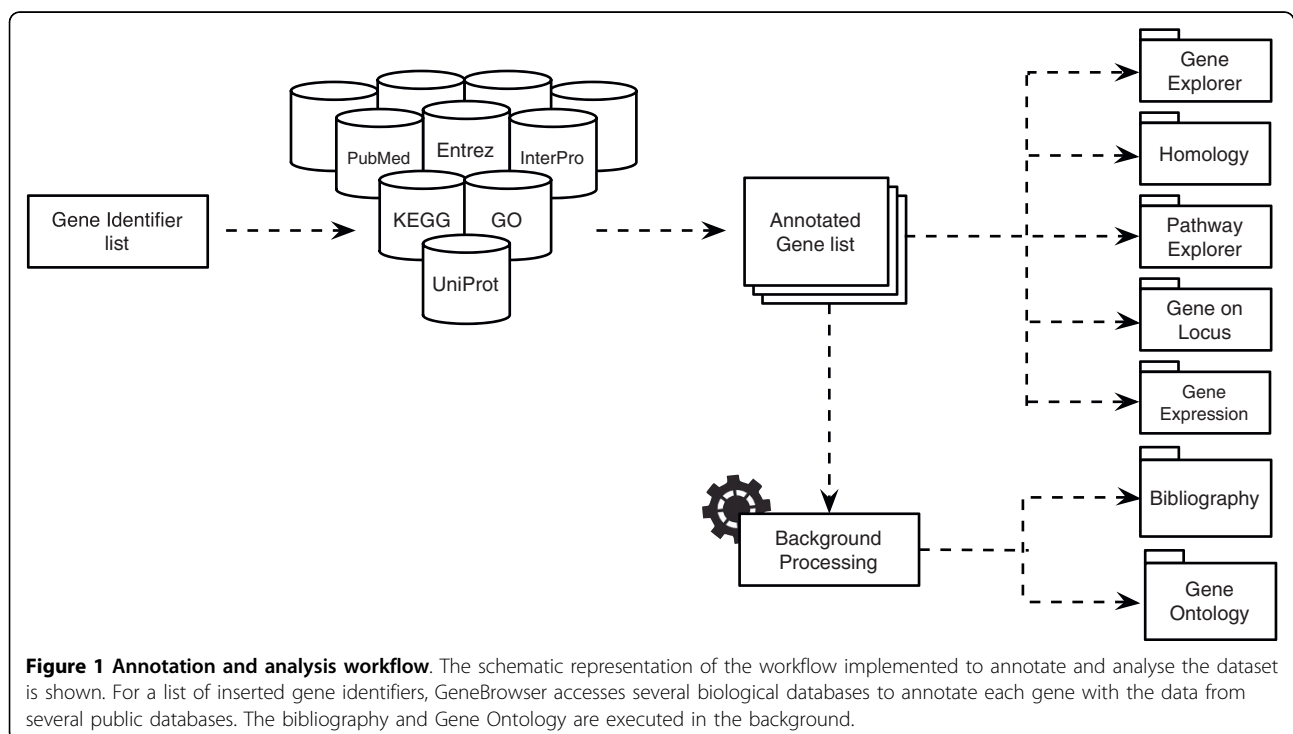 Gene Identifier
list
PubMed
Entrez
InterPro
KEGG
GO
UniProt
Annotated
Gene list
Background
Processing
Gene
Explorer
Homology
Pathway
Explorer
Gene on
Locus
Gene
Expression
Bibliography
Gene
Ontology
Figure 1 Annotation and analysis workflow. The schematic representation of the workflow implemented to annotate and analyse the dataset
is shown. For a list of inserted gene identifiers, GeneBrowser accesses several biological databases to annotate each gene with the data from
several public databases. The bibliography and Gene Ontology are executed in the background.